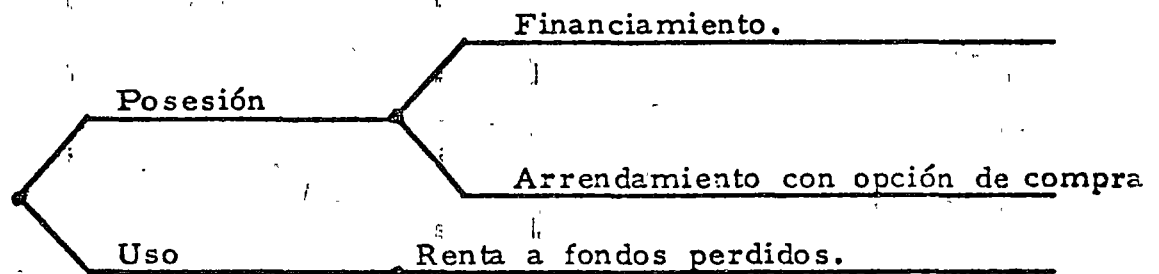 Financiamiento.
Posesión
Arrendamiento con opción de compra
Uso
Renta a fondos perdidos.